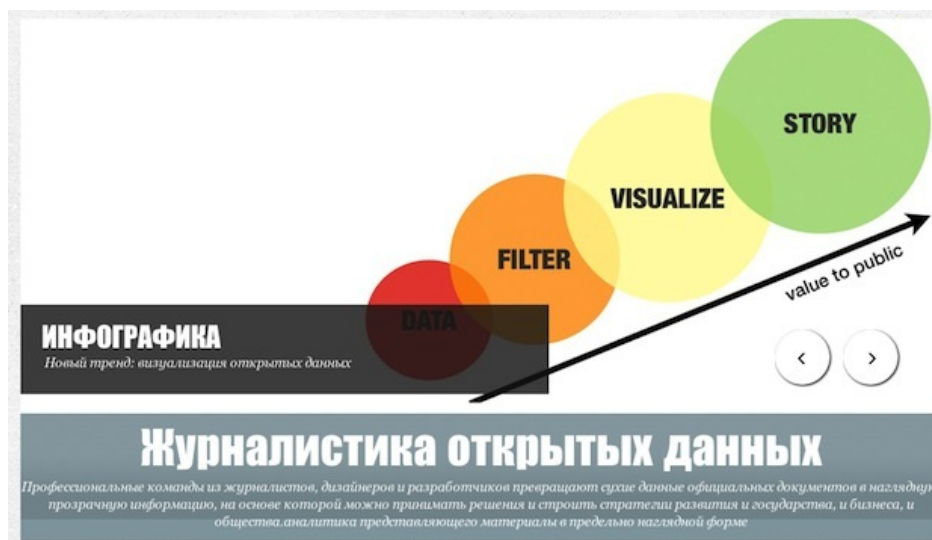 STORY
VISUALIZE
FILTER
value to public
DATA
ИНФОГРАФИКА
Новый тренд: визуализация открытых данных
Журналистика открытых данных
Профессиональные команды из журналистов, дизайнеров и разработчиков превращают сухие данные официальных документов в наглядную
прозрачную информацию, на основе которой можно принимать решения и строить стратегии развития и государства, и бизнеса, и
общества.аналитика представляющего материалы в предельно наглядной форме